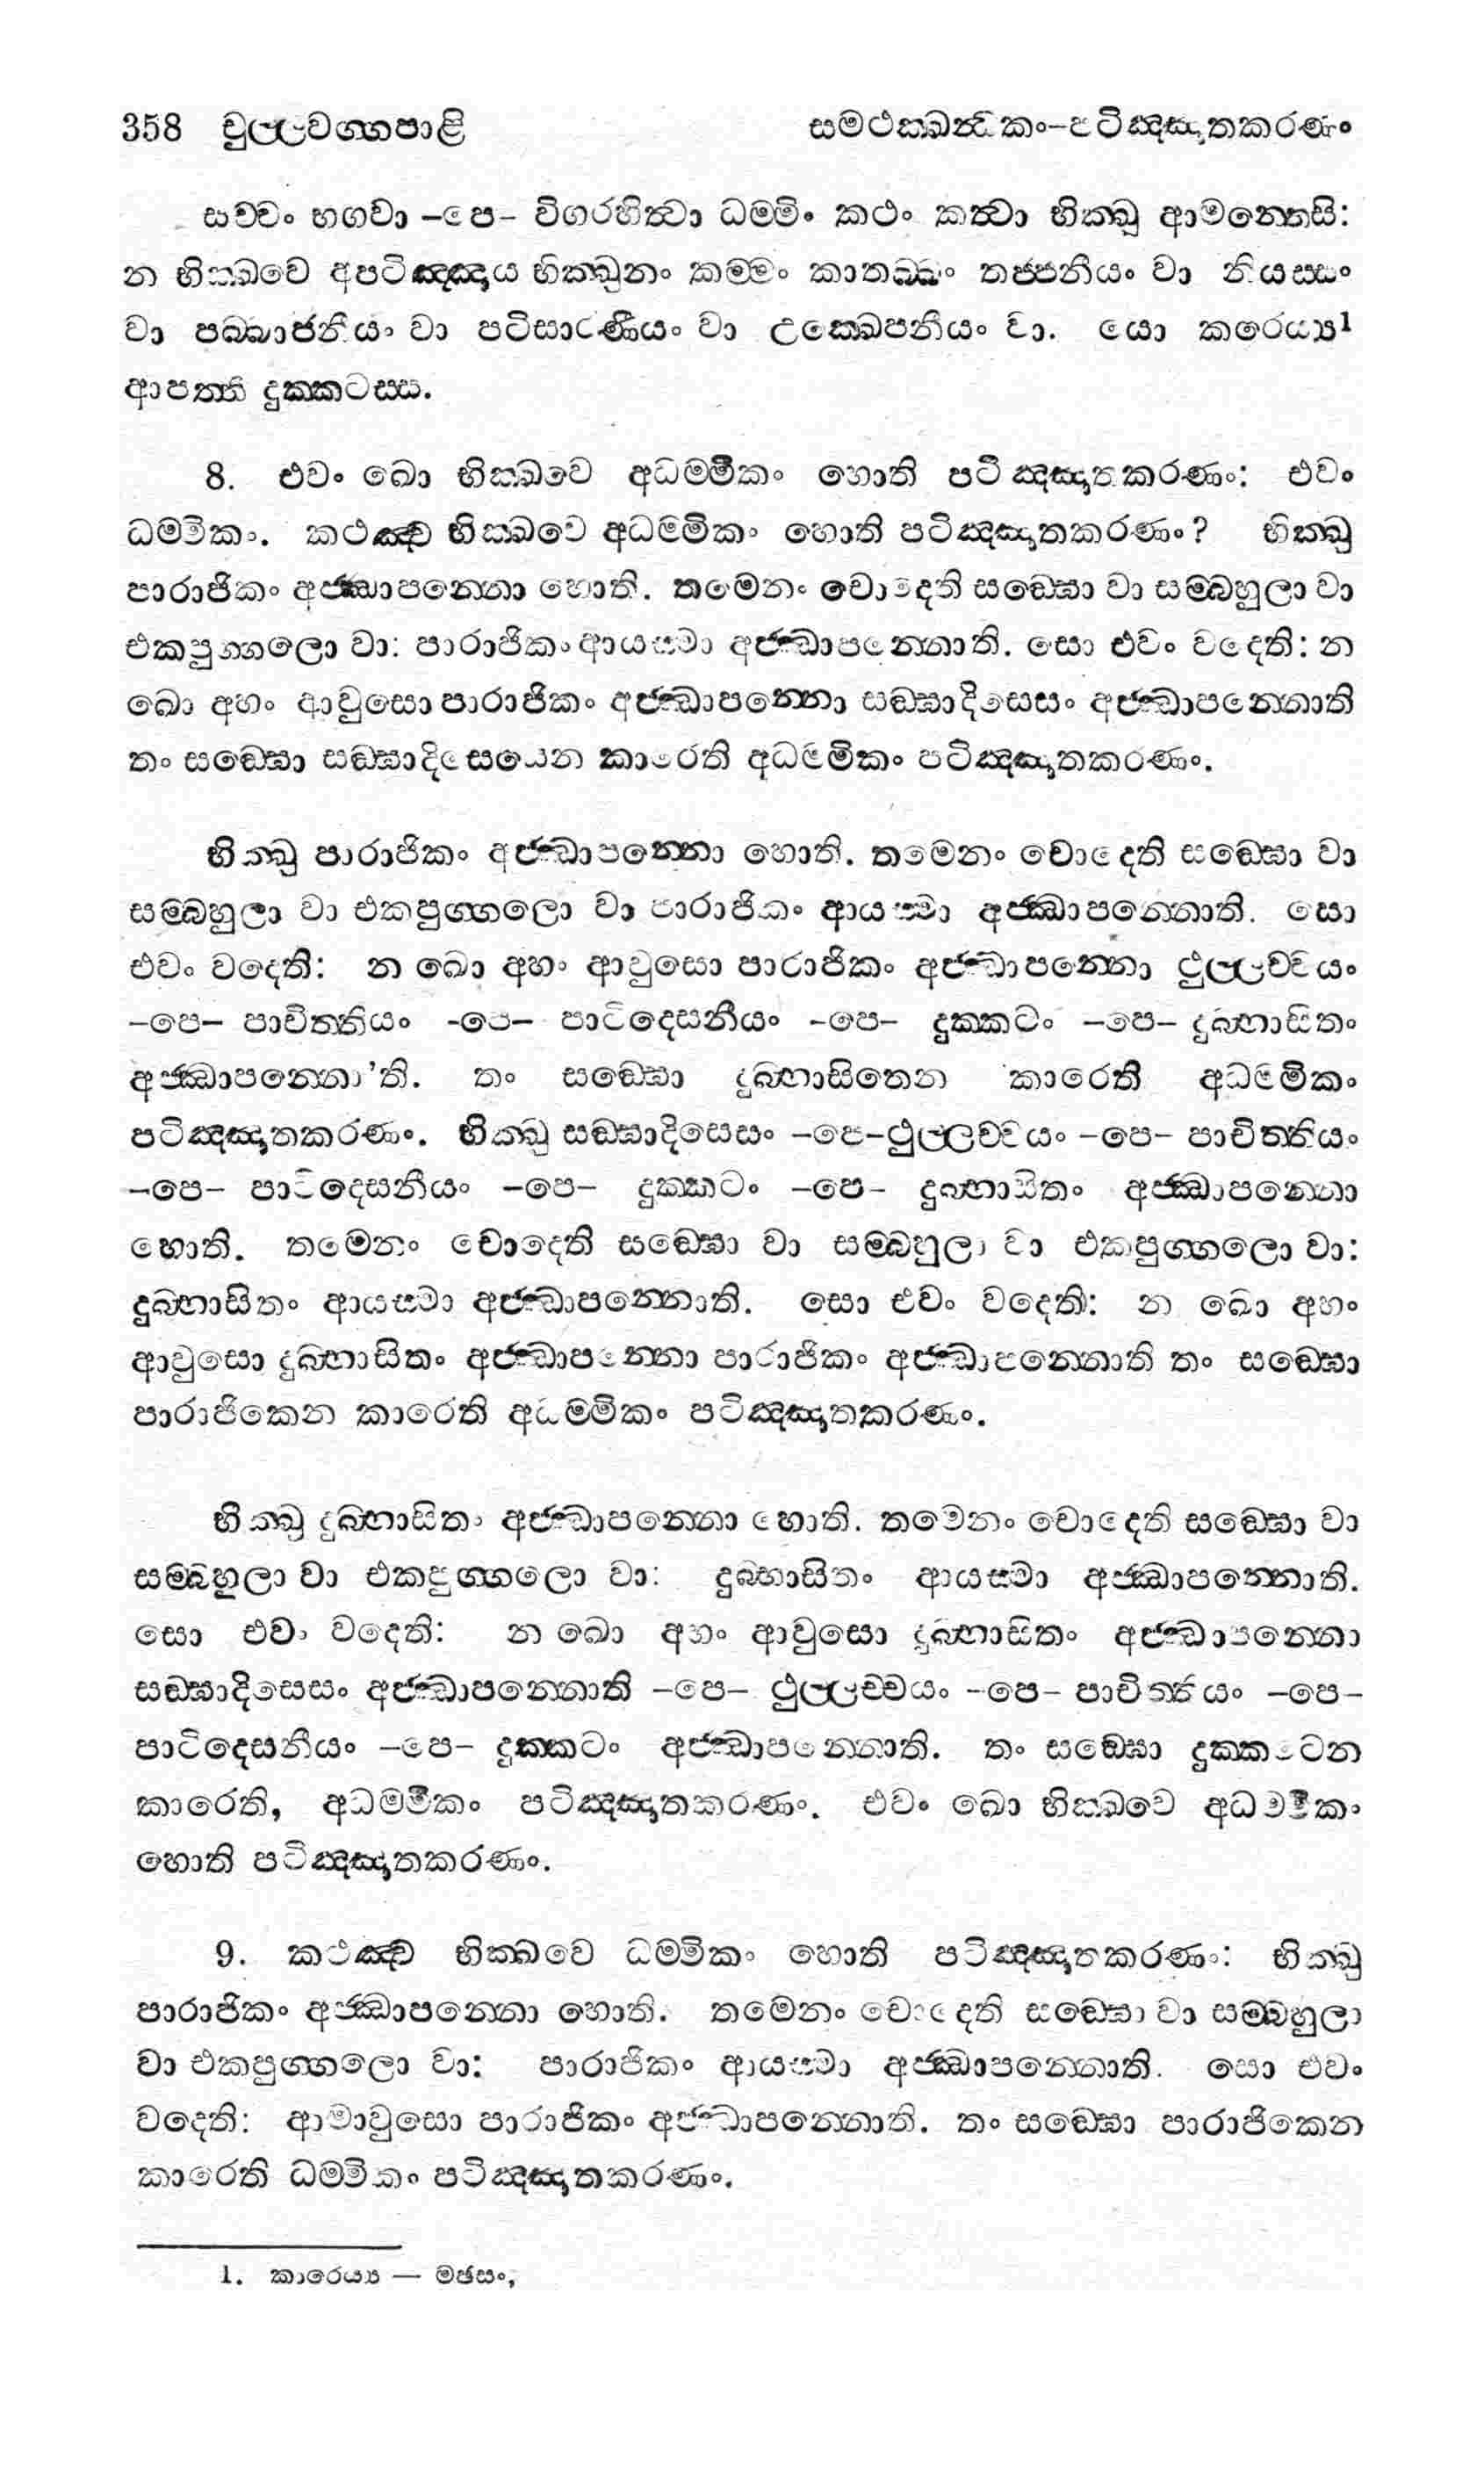 358 චුල්ලවග්ගපාළි සමථක්ඛන්ධකං-පටිඤ්ඤාතකරණං
සච්චං භගවා –පෙ– විගරහිත්වා ධම්මිං කථං කත්වා භික්ඛූ ආමන්තෙසි:
න භික්ඛවෙ අපටිඤ්ඤාය භික්ඛූනං කම්මං කාතබ්බං තජ්ජනීයං වා නියස්සං
වා පබ්බාජනීයං වා පටිසාරණීයං වා උක්ඛෙපනීයං වා. යො කරෙය්‍ය1
ආපත්ති දුක්කටස්ස.
8. එවං ඛො භික්ඛවෙ අධම්මිකං හොති පටිඤ්ඤාතකරණං: එවං
ධම්මිකං. කථඤ්ච භික්ඛවෙ අධම්මිකං හොති පටිඤ්ඤාතකරණං? භික්ඛු
පාරාජිකං අජ්ඣාපන්නො හොති. තමෙනං චොදෙති සඞ්ඝො වා සම්බහුලා වා
එකපුග්ගලො වා: පාරාජිකං ආයස්මා අජ්ඣාපන්නොති. සො එවං වදෙති: න
ඛො අහං ආවුසො පාරාජිකං අජ්ඣාපන්නො සඞ්ඝාදිසෙසං අජ්ඣාපන්නොති
තං සඞ්ඝො සඞ්ඝාදිසෙසෙන කාරෙති අධම්මිකං පටිඤ්ඤාතකරණං.
භික්ඛු පාරාජිකං අජ්ඣාපන්නො හොති. තමෙනං චොදෙති සඞ්ඝො වා
සම්බහුලා වා එකපුග්ගලො වා පාරාජිකං ආයස්මා අජ්ඣාපන්නොති. සො
එවං වදෙති: න ඛො අහං ආවුසො පාරාජිකං අජ්ඣාපන්නො ථුල්ලච්චයං
–පෙ– පාචිත්තියං –පෙ– පාටිදෙසනීයං –පෙ– දුක්කටං –පෙ– දුබ්භාසිතං
අජ්ඣාපන්නො’ති. තං සඞ්ඝො දුබ්භාසිතෙන කාරෙති අධම්මිකං
පටිඤ්ඤාතකරණං. භික්ඛු සඞ්ඝාදිසෙසං –පෙ–ථුල්ලච්චයං –පෙ– පාචිත්තියං
–පෙ– පාටිදෙසනීයං –පෙ– දුක්කටං –පෙ– දුබ්භාසිතං අජ්ඣාපන්නො
හොති. තමෙනං චොදෙති සඞ්ඝො වා සම්බහුලා වා එකපුග්ගලො වා:
දුබ්භාසිතං ආයස්මා අජ්ඣාපන්නොති. සො එවං වදෙති: න ඛො අහං
ආවුසො දුබ්භාසිතං අජ්ඣාපන්නො පාරාජිකං අජ්ඣාපන්නොති තං සඞ්ඝො
පාරාජිකෙන කාරෙති අධම්මිකං පටිඤ්ඤාතකරණං.
භික්ඛු දුබ්භාසිතං අජ්ඣාපන්නො හොති. තමෙනං චොදෙති සඞ්ඝො වා
සම්බහුලා වා එකපුග්ගලො වා: දුබ්භාසිතං ආයස්මා අජ්ඣාපන්නොති.
සො එවං වදෙති: න ඛො අහං ආවුසො දුබ්භාසිතං අජ්ඣාපන්නො
සඞ්ඝාදිසෙසං අජ්ඣාපන්නොති –පෙ– ථුල්ලච්චයං –පෙ– පාචිත්තියං –පෙ–
පාටිදෙසනීයං –පෙ– දුක්කටං අජ්ඣාපන්නොති. තං සඞ්ඝො දුක්කටෙන
කාරෙති, අධම්මිකං පටිඤ්ඤාතකරණං. එවං ඛො භික්ඛවෙ අධම්මිකං
හොති පටිඤ්ඤාතකරණං.
9. කථඤ්ච භික්ඛවෙ ධම්මිකං හොති පටිඤ්ඤාතකරණං: භික්ඛු
පාරාජිකං අජ්ඣාපන්නො හොති. තමෙනං චොදෙති සඞ්ඝො වා සම්බහුලා
වා එකපුග්ගලො වා: පාරාජිකං ආයස්මා අජ්ඣාපන්නොති. සො එවං
වදෙති: ආමාවුසො පාරාජිකං අජ්ඣාපන්නොති. තං සඞ්ඝො පාරාජිකෙන
කාරෙති ධම්මිකං පටිඤ්ඤාතකරණං.
1. කාරෙය්‍ය — මඡසං,